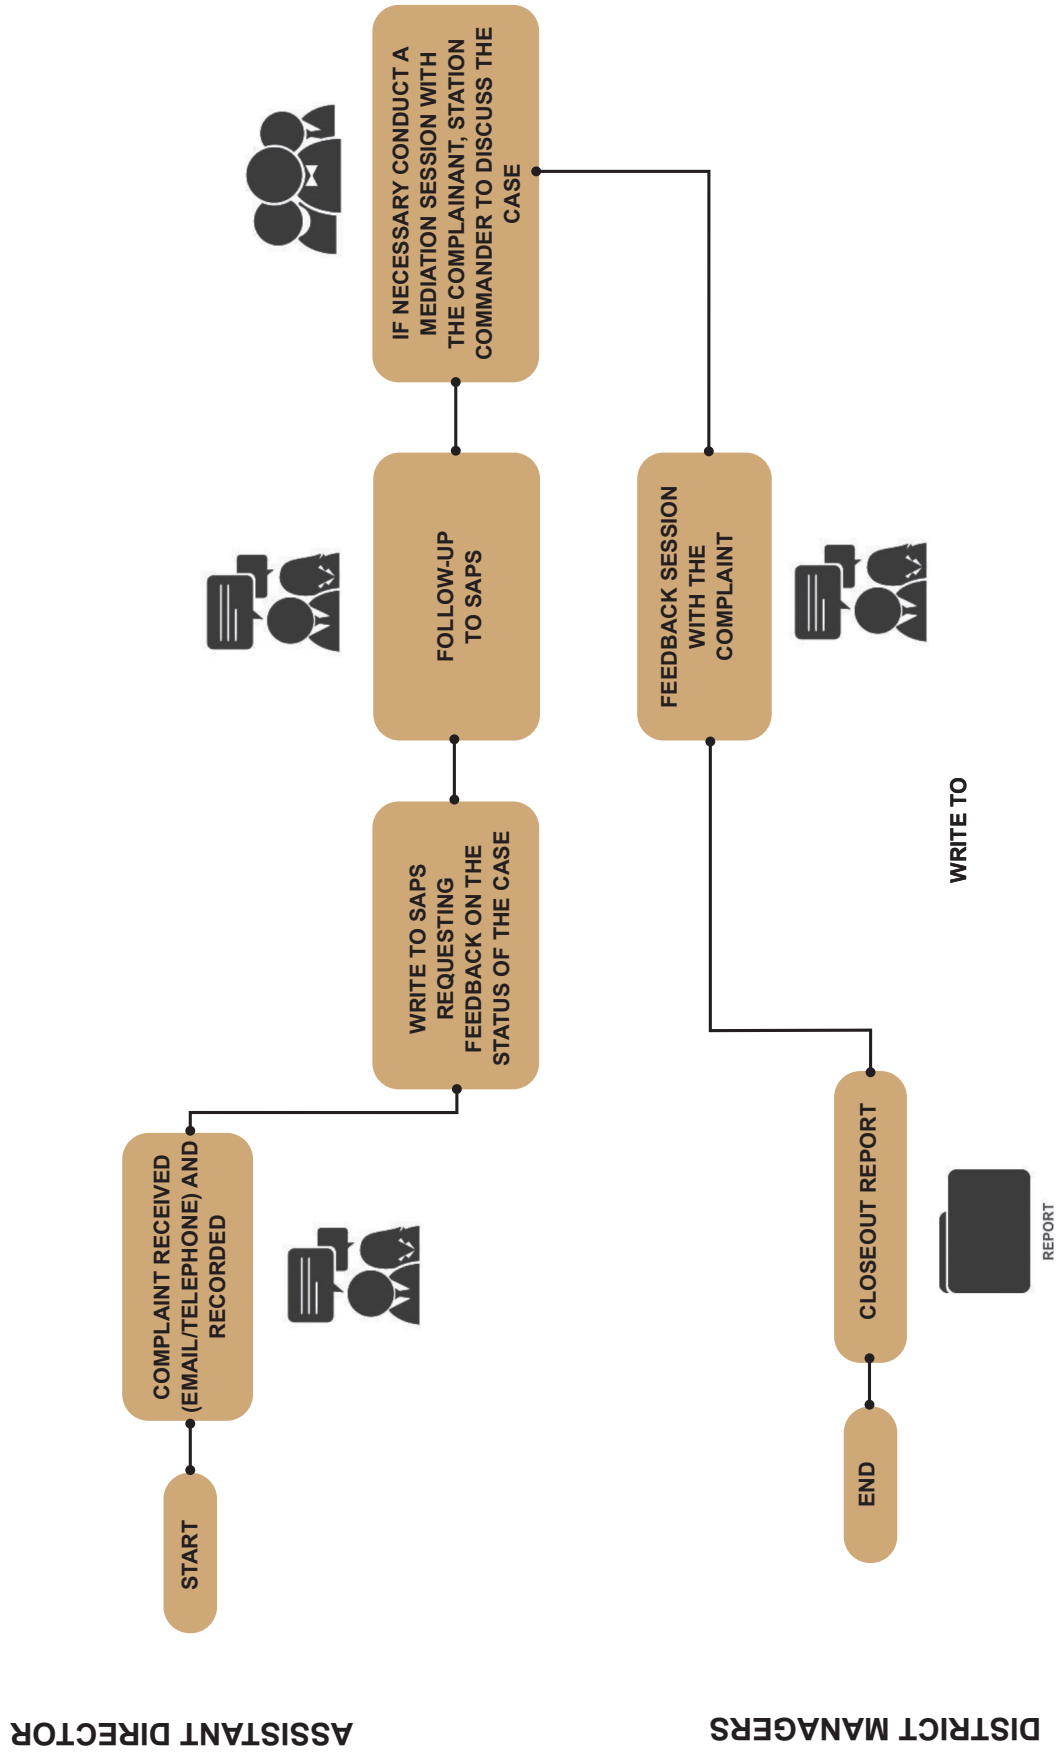 ASSISTANT DIRECTOR
START
COMPLAINT RECEIVED
(EMAIL/TELEPHONE) AND
RECORDED
WRITE TO SAPS
REQUESTING
FEEDBACK ON THE
STATUS OF THE CASE
FOLLOW-UP
TO SAPS
IF NECESSARY CONDUCT A
MEDIATION SESSION WITH
THE COMPLAINANT, STATION
COMMANDER TO DISCUSS THE
CASE
DISTRICT MANAGERS
FEEDBACK SESSION
WITH THE
COMPLAINT
WRITE TO
CLOSEOUT REPORT
REPORT
END